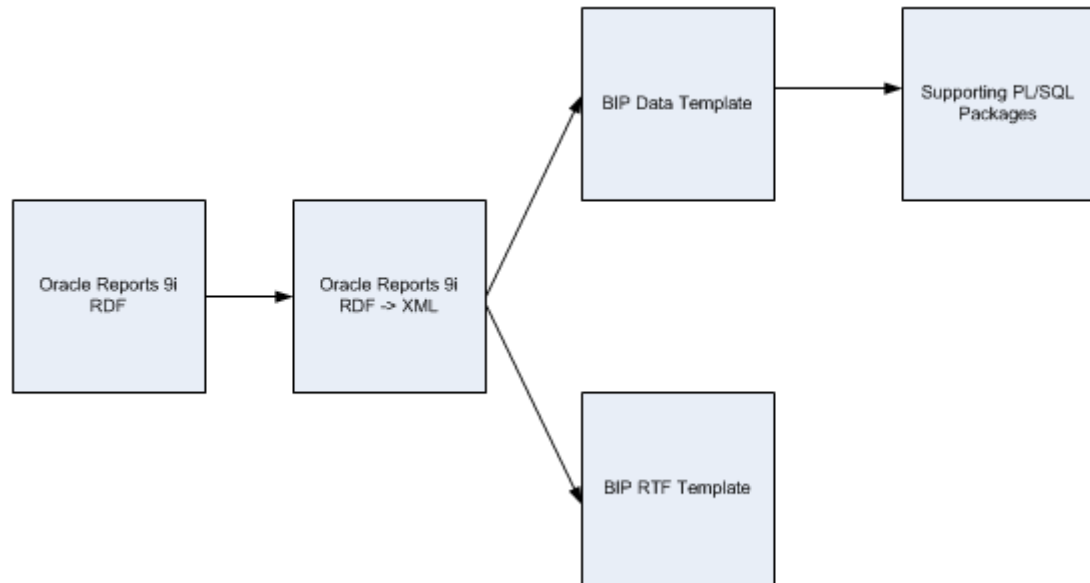 BIP Data Template
Supporting PL/SQL
Packages
Oracle Reports 9i
RDF
Oracle Reports 9i
RDF -> XML
BIP RTF Template